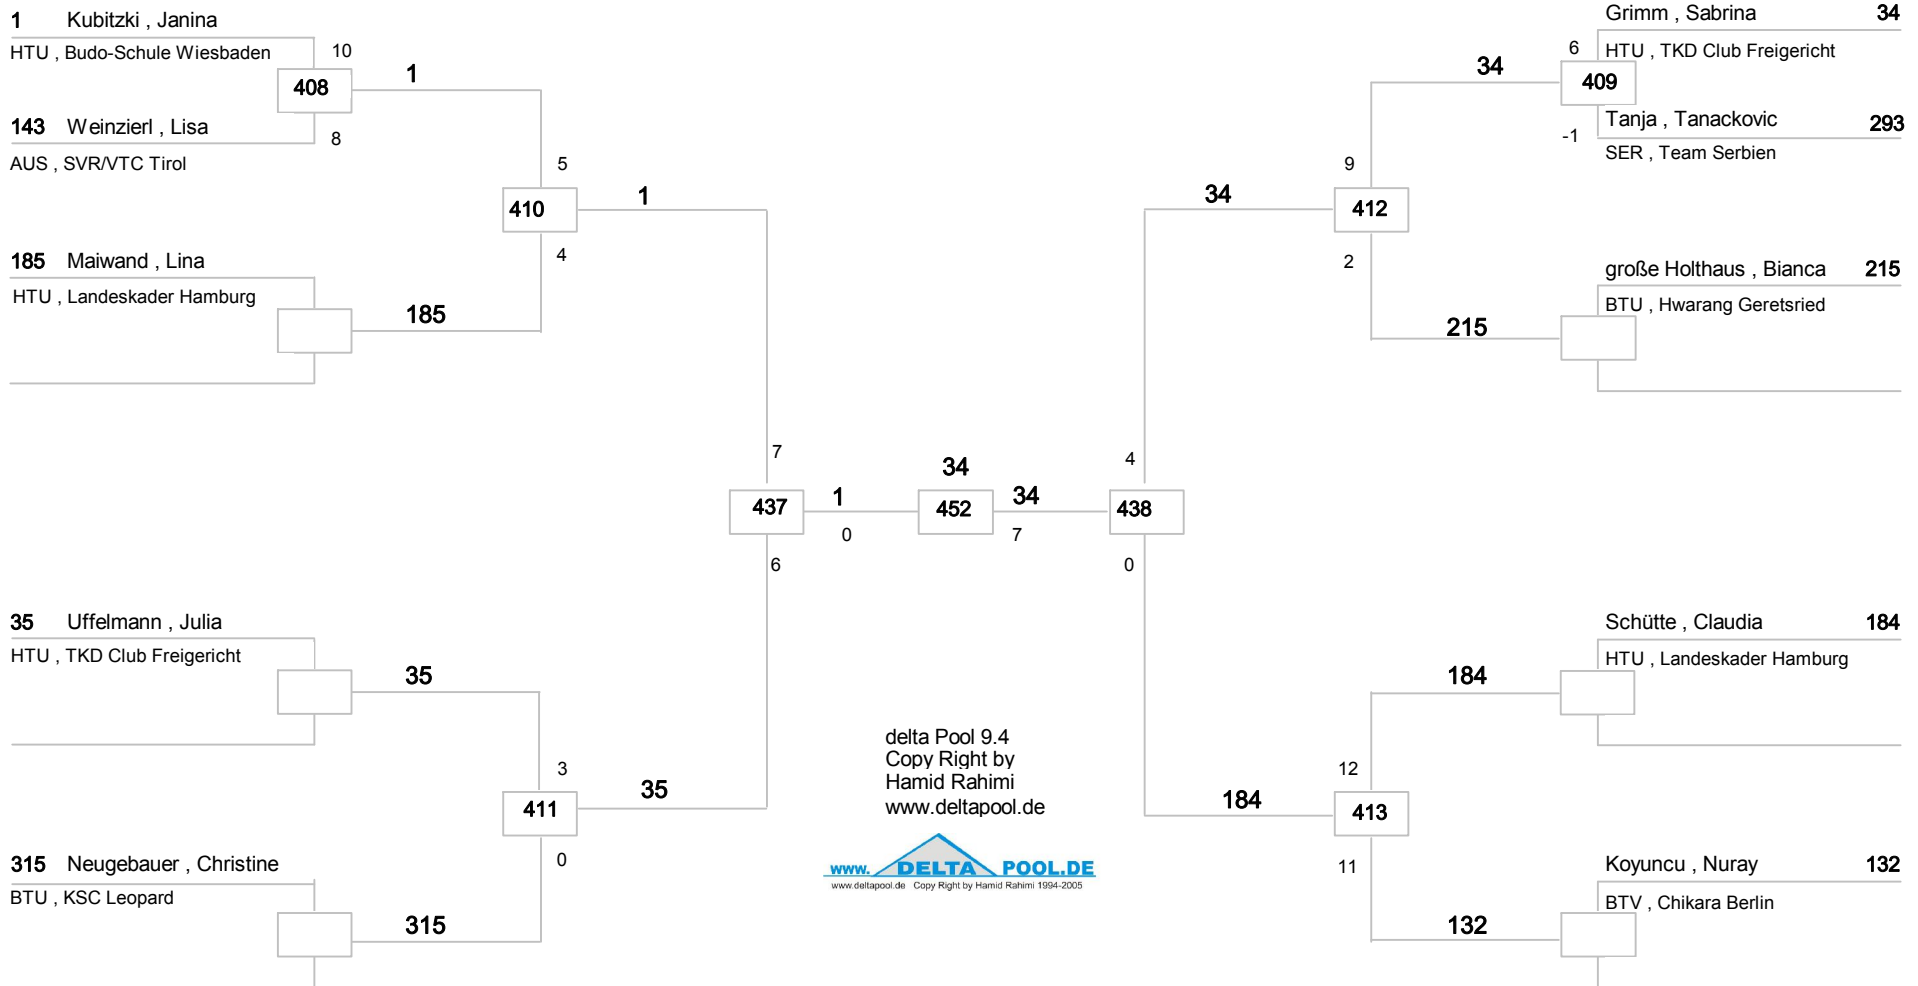 1 Kubitzki , Janina
HTU , Budo-Schule Wiesbaden
10
408
1
143 Weinzierl , Lisa
8
AUS , SVR/VTC Tirol
5
410
1
4
185 Maiwand , Lina
HTU , Landeskader Hamburg
185
7
437
1
0
6
35 Uffelmann , Julia
HTU , TKD Club Freigericht
35
3
411
35
0
315 Neugebauer , Christine
BTU , KSC Leopard
315
34
452
34
7
delta Pool 9.4
Copy Right by
Hamid Rahimi
www.deltapool.de
www. DELTA POOL.DE
www.deltapool.de Copy Right by Hamid Rahimi 1994-2005
Grimm , Sabrina 34
6
HTU , TKD Club Freigericht
34
409
Tanja , Tanackovic 293
-1
SER , Team Serbien
9
34
412
2
große Holthaus , Bianca 215
BTU , Hwarang Geretsried
215
4
438
0
Schütte , Claudia 184
HTU , Landeskader Hamburg
184
12
184
413
11
Koyuncu , Nuray 132
BTV , Chikara Berlin
132